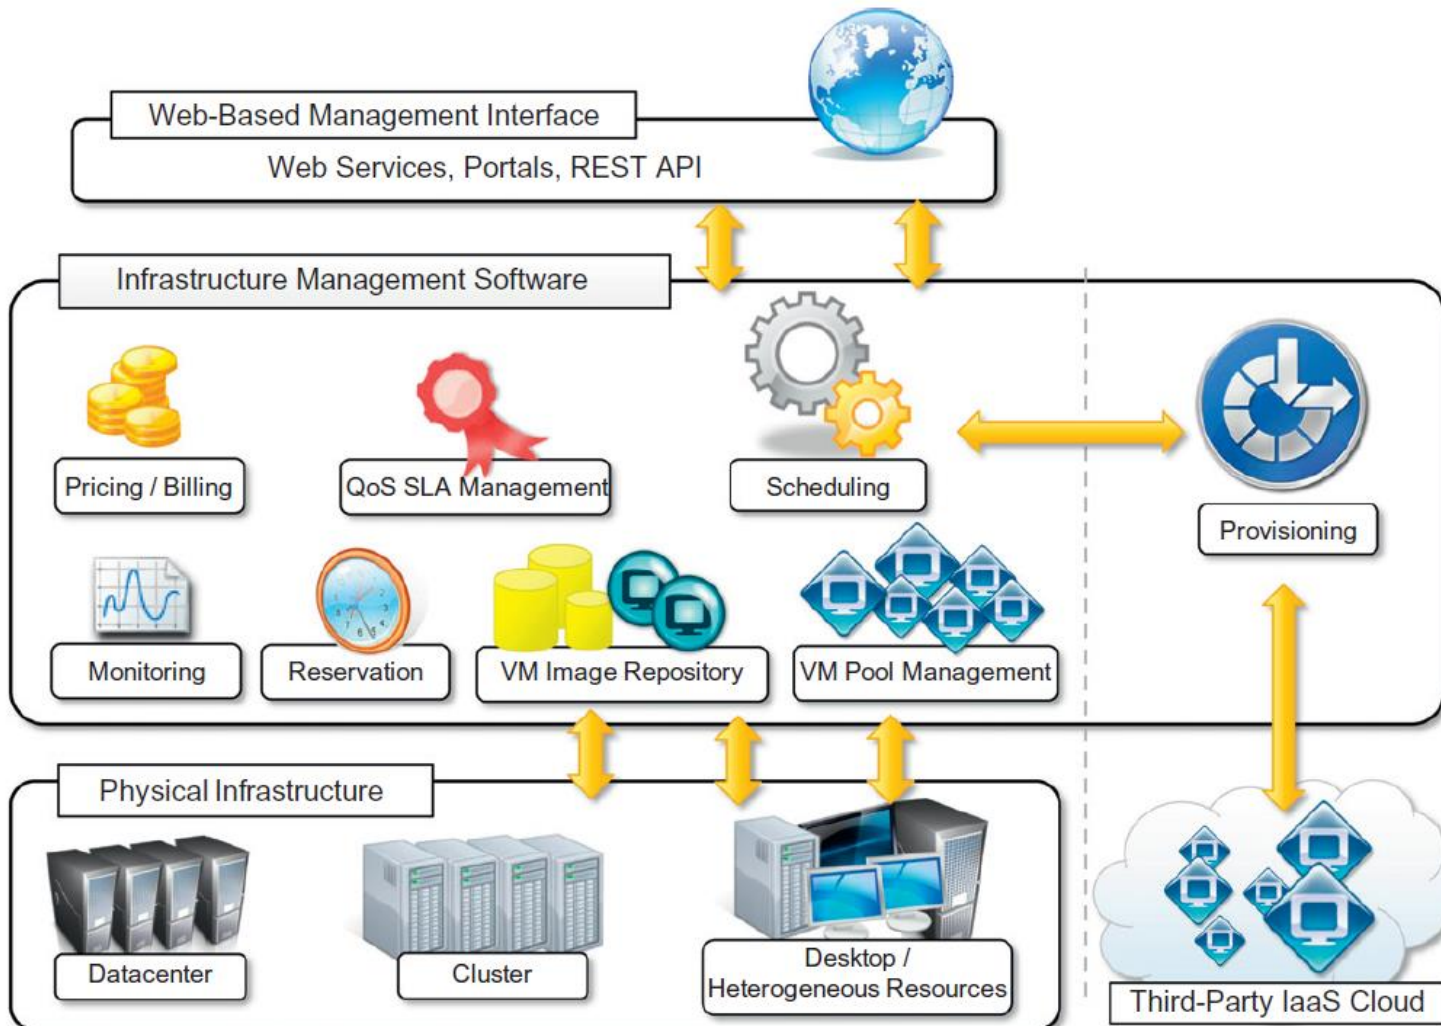 Web-Based Management Interface
Web Services, Portals, REST API
Infrastructure Management Software
Pricing / Billing
QoS SLA Management
Scheduling
Provisioning
Monitoring
Reservation
VM Image Repository
VM Pool Management
Physical Infrastructure
Datacenter
Cluster
Desktop /
Heterogeneous Resources
Third-Party IaaS Cloud